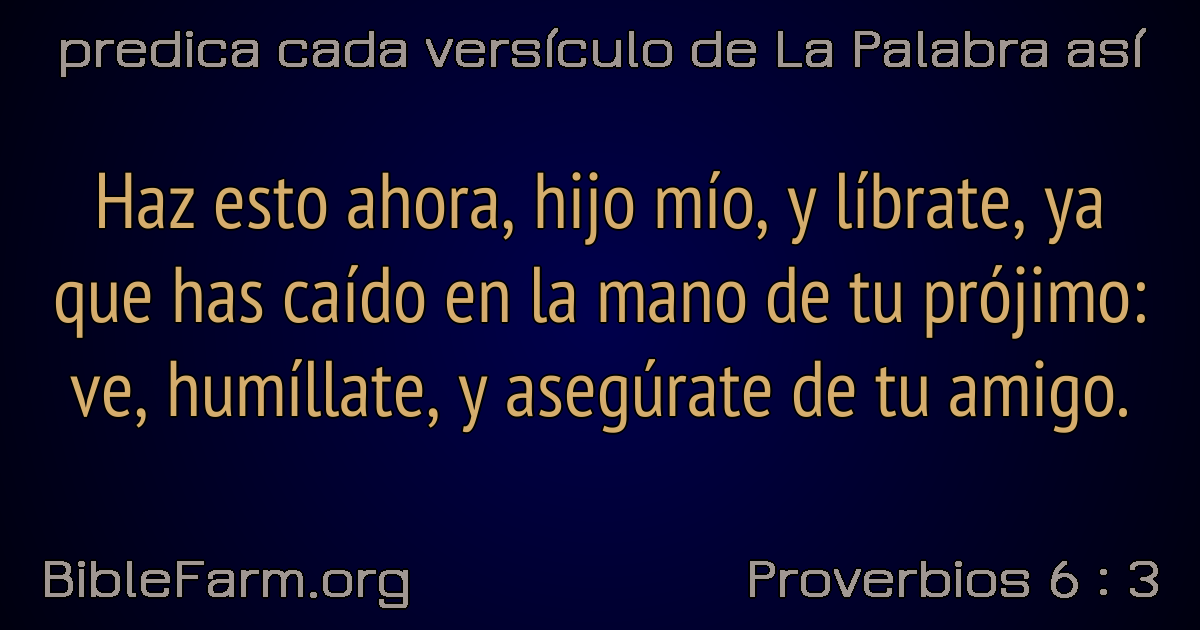 predica cada versículo de La Palabra así
Haz esto ahora, hijo mío, y líbrate, ya
que has caído en la mano de tu prójimo:
ve, humíllate, y asegúrate de tu amigo.
BibleFarm.org
Proverbios 6 : 3